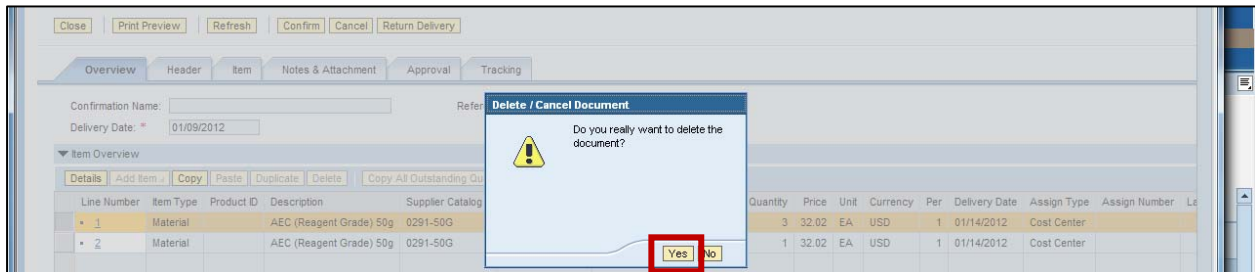 Close Print Preview Refresh Confirm Cancel Return Delivery
Overview Header Item Notes & Attachment Approval Tracking
Confirmation Name: Refer
Delivery Date: * 01/09/2012
Delete / Cancel Document
Do you really want to delete the
document?
Yes No
Item Overview
Details Add Item Copy Paste Duplicate Delete Copy All Outstanding Qu
Line Number Item Type Product ID Description Supplier Catalog Quantity Price Unit Currency Per Delivery Date Assign Type Assign Number La
1 Material AEC (Reagent Grade) 50g 0291-50G 3 32.02 EA USD 1 01/14/2012 Cost Center
2 Material AEC (Reagent Grade) 50g 0291-50G 1 32.02 EA USD 1 01/14/2012 Cost Center